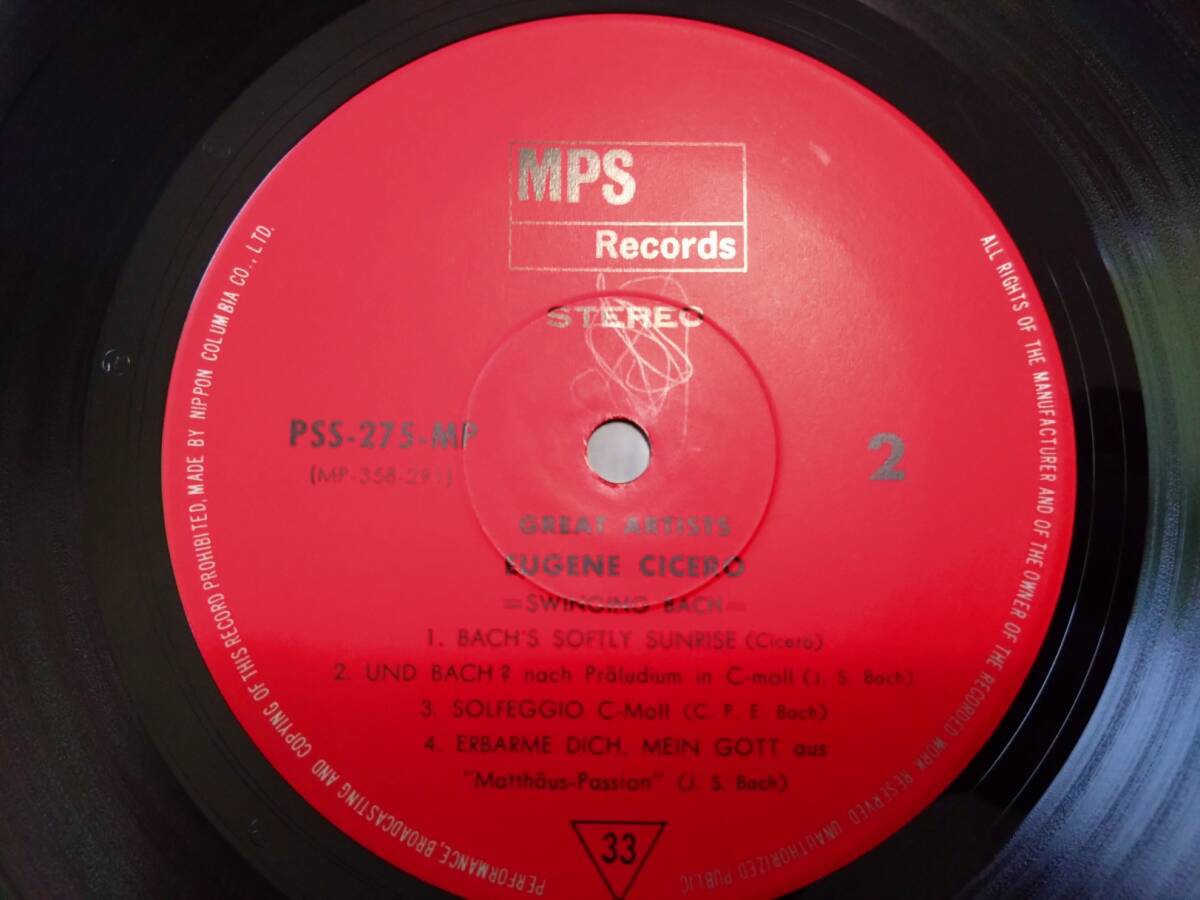 MPS
Records
STEREO
PSS-275-MP
(MP-358-291)
2
GREAT ARTISTS
EUGENE CICERO
=SWINGING BACH=
1. BACH'S SOFTLY SUNRISE (Cicero)
2. UND BACH? nach Präludium in C-moll (J. S. Bach)
3. SOLFEGGIO C-Moll (C. P. E. Bach)
4. ERBARME DICH, MEIN GOTT aus
"Matthäus-Passion" (J. S. Bach)
33
ALL RIGHTS OF THE MANUFACTURER AND OF THE OWNER OF THE RECORDED WORK RESERVED UNAUTHORIZED PUBLIC
PERFORMANCE, BROADCASTING AND COPYING OF THIS RECORD PROHIBITED, MADE BY NIPPON COLUMBIA CO., LTD.